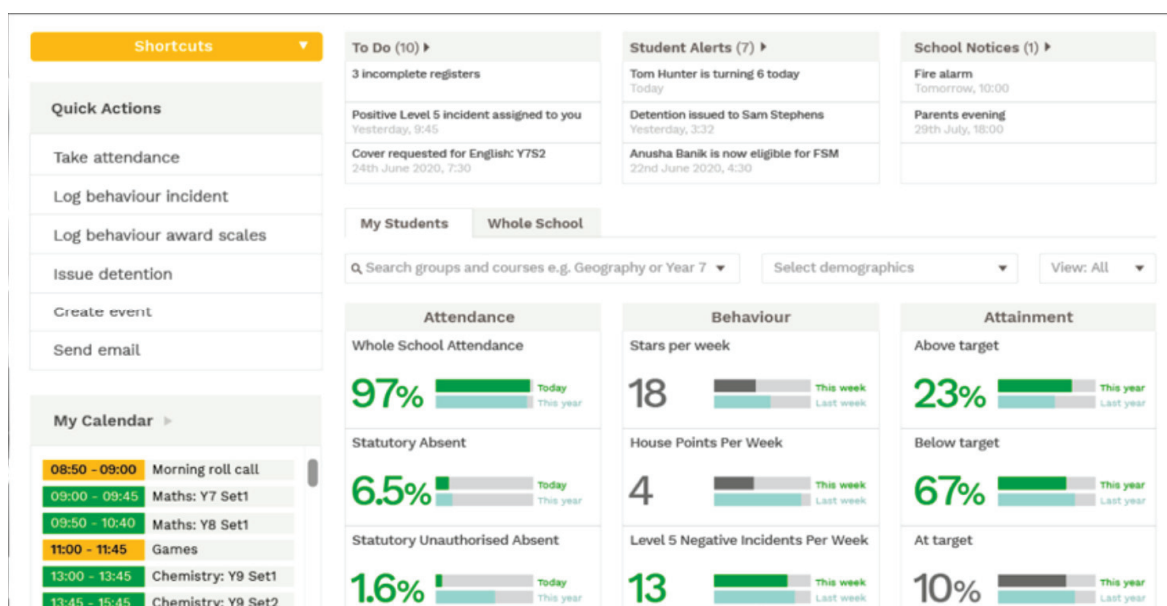 Shortcuts
Quick Actions
Take attendance
Log behaviour incident
Log behaviour award scales
Issue detention
Create event
Send email
My Calendar
08:50 - 09:00 Morning roll call
09:00 - 09:45 Maths: Y7 Set1
09:50 - 10:40 Maths: Y8 Set1
11:00 - 11:45 Games
13:00 - 13:45 Chemistry: Y9 Set1
13:45 - 15:45 Chemistry: Y9 Set2
To Do (10)
3 incomplete registers
Positive Level 5 incident assigned to you
Yesterday, 9:45
Cover requested for English: Y7S2
24th June 2020, 7:30
Student Alerts (7)
Tom Hunter is turning 6 today
Today
Detention issued to Sam Stephens
Yesterday, 3:32
Anusha Banik is now eligible for FSM
22nd June 2020, 4:30
School Notices (1)
Fire alarm
Tomorrow, 10:00
Parents evening
29th July, 18:00
My Students
Whole School
Search groups and courses e.g. Geography or Year 7
Select demographics
View: All
Attendance
Whole School Attendance
97%
Today
This year
Statutory Absent
6.5%
Today
This year
Statutory Unauthorised Absent
1.6%
Today
This year
Behaviour
Stars per week
18
This week
Last week
House Points Per Week
4
This week
Last week
Level 5 Negative Incidents Per Week
13
This week
Last week
Attainment
Above target
23%
This year
Last year
Below target
67%
This year
Last year
At target
10%
This year
Last year